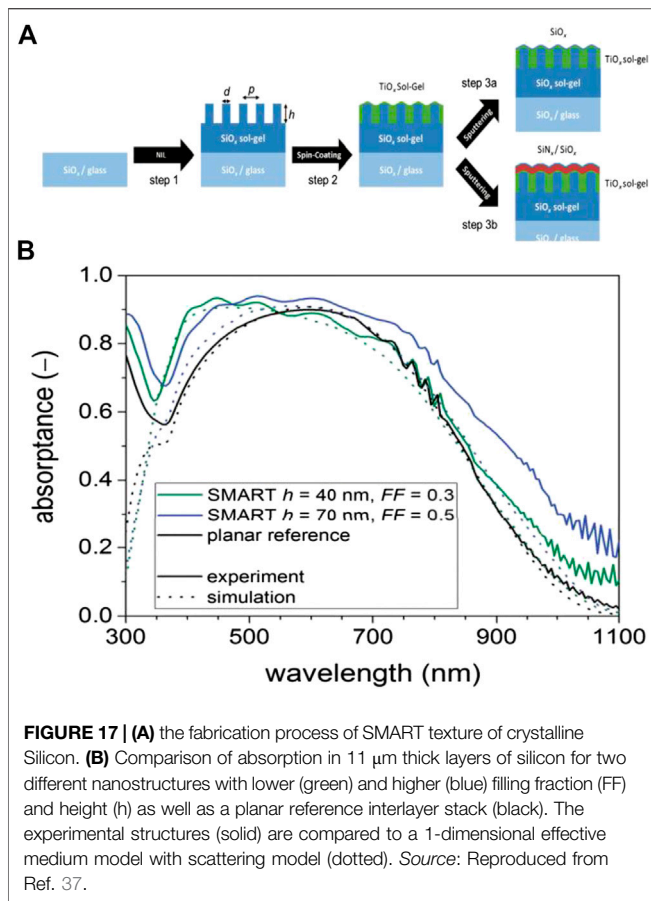 A
d
p
h
SiOₓ / glass
NIL
step 1
SiOₓ sol-gel
SiOₓ / glass
Spin-Coating
step 2
TiOₓ Sol-Gel
SiOₓ sol-gel
SiOₓ / glass
step 3a
Sputtering
Sputtering
step 3b
SiOₓ
TiOₓ sol-gel
SiOₓ sol-gel
SiOₓ / glass
SiNₓ/SiOₓ
TiOₓ sol-gel
SiOₓ sol-gel
B
absorptance (–)
1.0
0.8
0.6
0.4
0.2
0.0
SMART h = 40 nm, FF = 0.3
SMART h = 70 nm, FF = 0.5
planar reference
experiment
simulation
300 500 700 900 1100
wavelength (nm)
FIGURE 17 | (A) the fabrication process of SMART texture of crystalline
Silicon. (B) Comparison of absorption in 11 μm thick layers of silicon for two
different nanostructures with lower (green) and higher (blue) filling fraction (FF)
and height (h) as well as a planar reference interlayer stack (black). The
experimental structures (solid) are compared to a 1-dimensional effective
medium model with scattering model (dotted). Source: Reproduced from
Ref. 37.